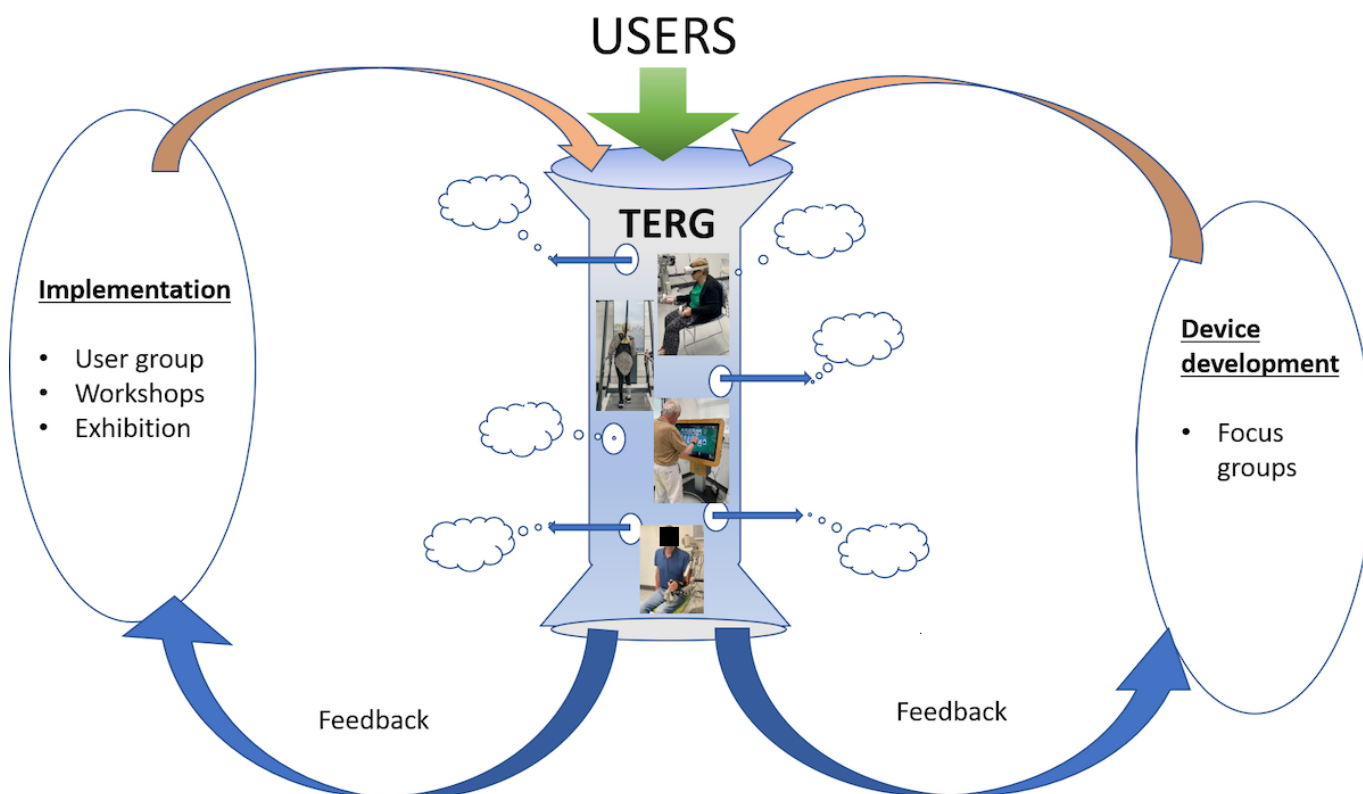 USERS
TERG
Implementation
• User group
• Workshops
• Exhibition
Device
development
• Focus
groups
Feedback
Feedback